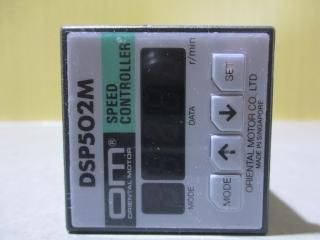 DSP502M
SPEED CONTROLLER
om®
ORIENTAL MOTOR
MODE
DATA
r/min
MODE
↑
↓
SET
ORIENTAL MOTOR CO. LTD.
MADE IN SINGAPORE